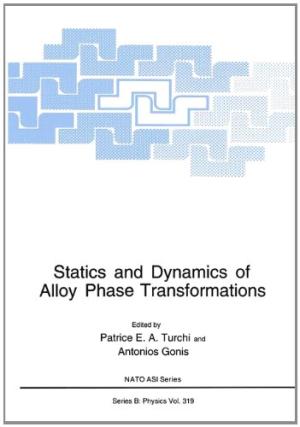 Statics and Dynamics of
Alloy Phase Transformations
Edited by
Patrice E. A. Turchi and
Antonios Gonis
NATO ASI Series
Series B: Physics Vol. 319